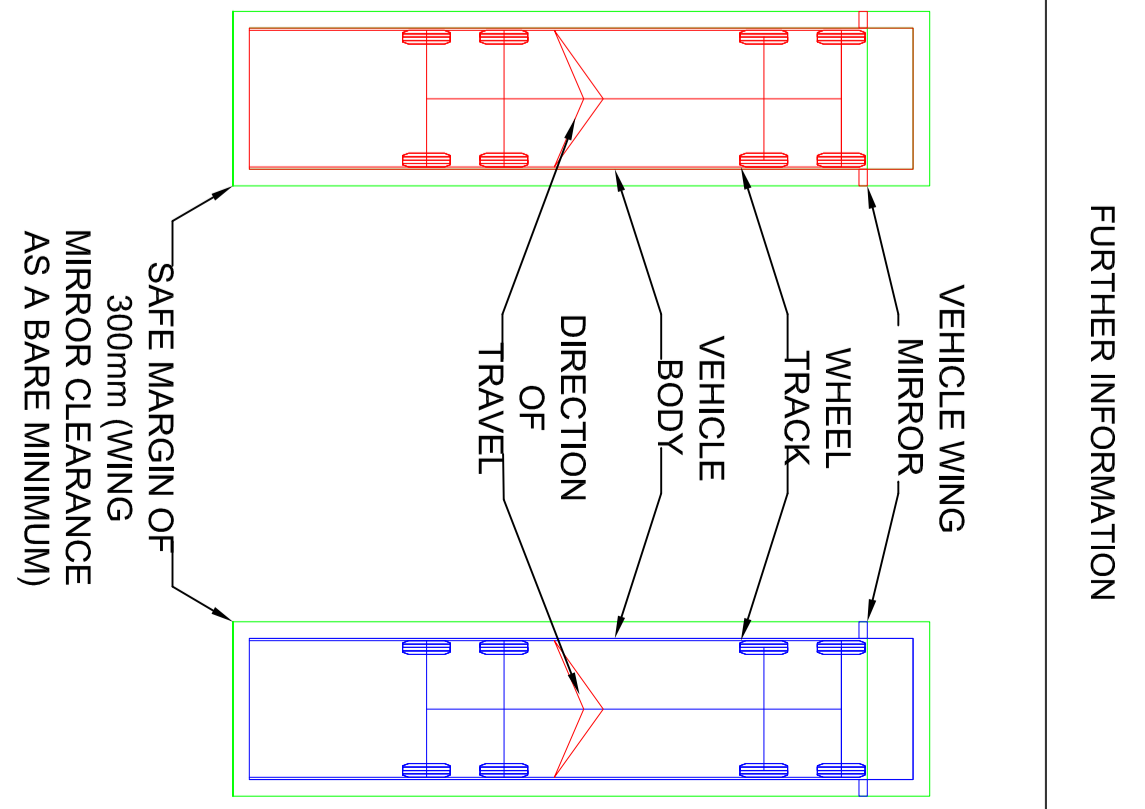 FURTHER INFORMATION
VEHICLE WING
MIRROR
WHEEL
TRACK
VEHICLE
BODY
DIRECTION
OF
TRAVEL
SAFE MARGIN OF
300mm (WING
MIRROR CLEARANCE
AS A BARE MINIMUM)